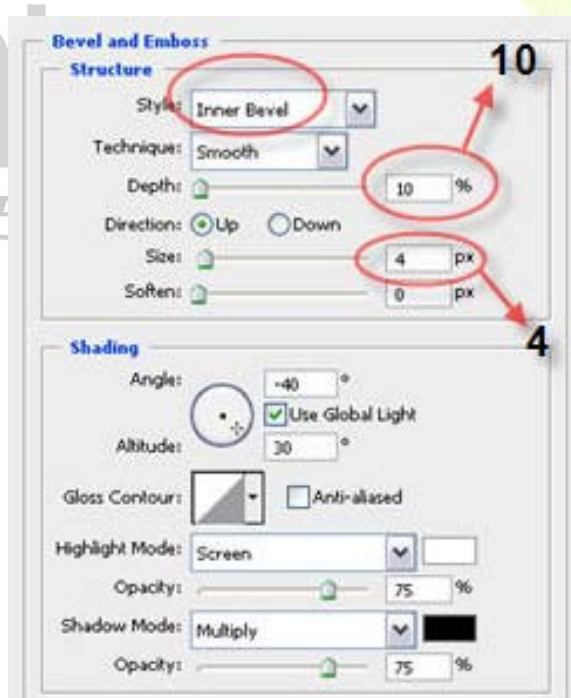 Bevel and Emboss
Structure
10
Style: Inner Bevel
Technique: Smooth
Depth: 10 %
Direction: Up Down
Size: 4 px
Soften: 0 px
4
Shading
Angle: -40 °
Use Global Light
Altitude: 30 °
Gloss Contour: Anti-aliased
Highlight Mode: Screen
Opacity: 75 %
Shadow Mode: Multiply
Opacity: 75 %